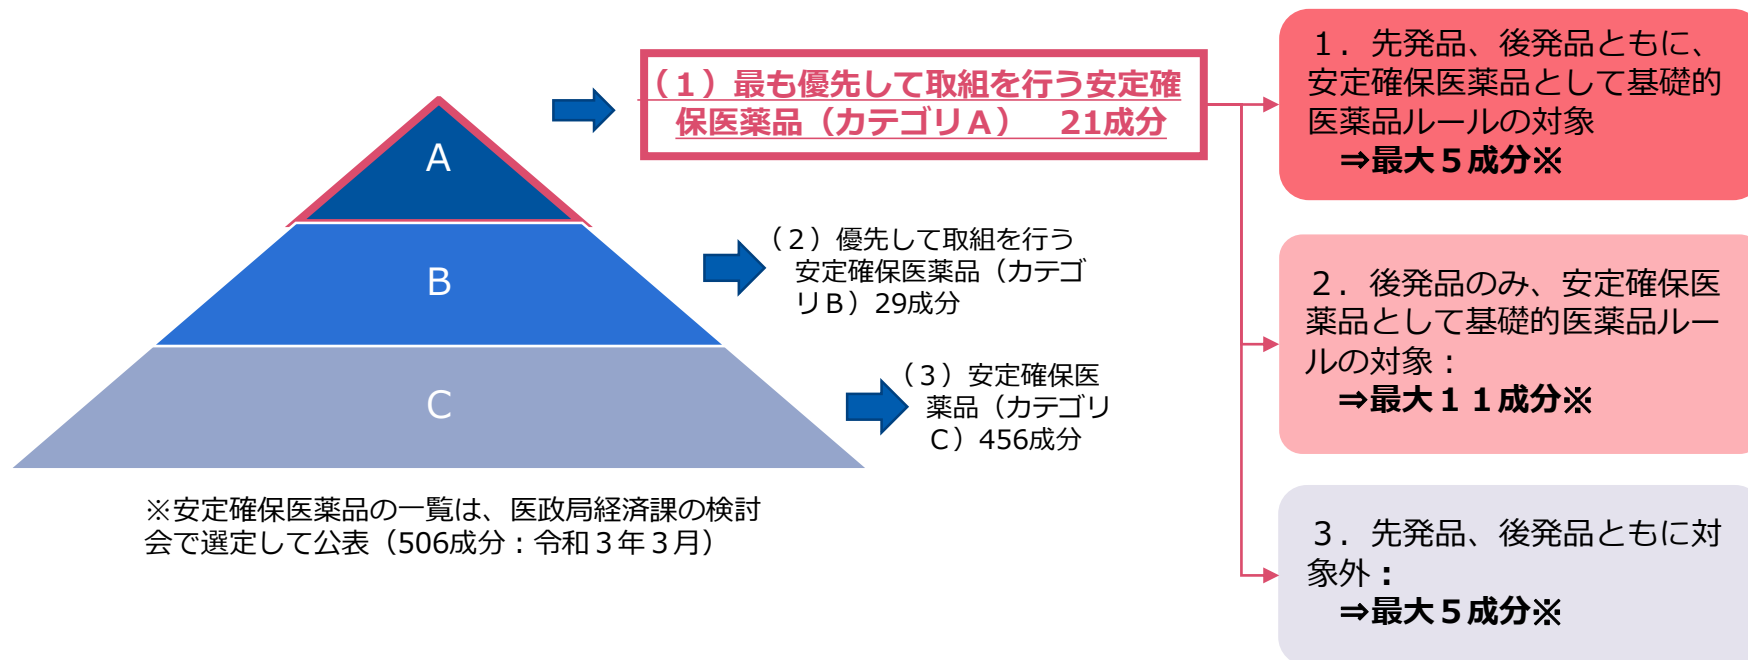 A
B
C
（１）最も優先して取組を行う安定確
保医薬品（カテゴリＡ）　21成分
（２）優先して取組を行う
安定確保医薬品（カテゴ
リＢ）29成分
（３）安定確保医
薬品（カテゴリ
Ｃ）456成分
※安定確保医薬品の一覧は、医政局経済課の検討
会で選定して公表（506成分：令和３年３月）
１．先発品、後発品ともに、
安定確保医薬品として基礎的
医薬品ルールの対象
⇒最大５成分※
２．後発品のみ、安定確保医
薬品として基礎的医薬品ルー
ルの対象：
⇒最大１１成分※
３．先発品、後発品ともに対
象外：
⇒最大５成分※